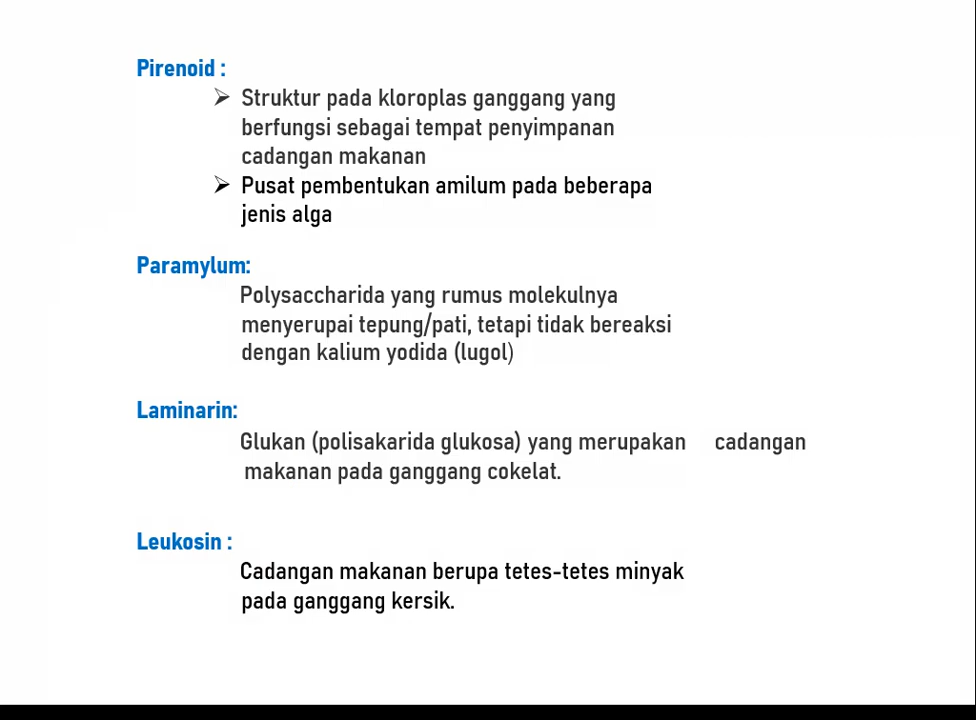 Pirenoid :
➤ Struktur pada kloroplas ganggang yang
berfungsi sebagai tempat penyimpanan
cadangan makanan
➤ Pusat pembentukan amilum pada beberapa
jenis alga
Paramylum:
Polysaccharida yang rumus molekulnya
menyerupai tepung/pati, tetapi tidak bereaksi
dengan kalium yodida (lugol)
Laminarin:
Glukan (polisakarida glukosa) yang merupakan cadangan
makanan pada ganggang cokelat.
Leukosin :
Cadangan makanan berupa tetes-tetes minyak
pada ganggang kersik.